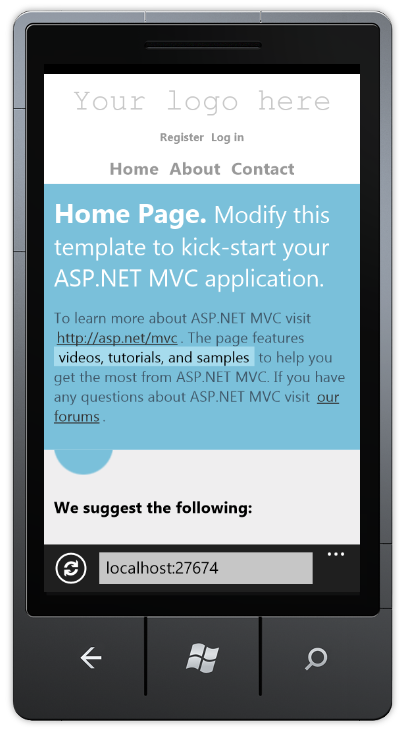 Your logo here
Register Log in
Home About Contact
Home Page. Modify this
template to kick-start your
ASP.NET MVC application.
To learn more about ASP.NET MVC visit
http://asp.net/mvc . The page features
videos, tutorials, and samples to help you
get the most from ASP.NET MVC. If you have
any questions about ASP.NET MVC visit our
forums .
We suggest the following:
localhost:27674